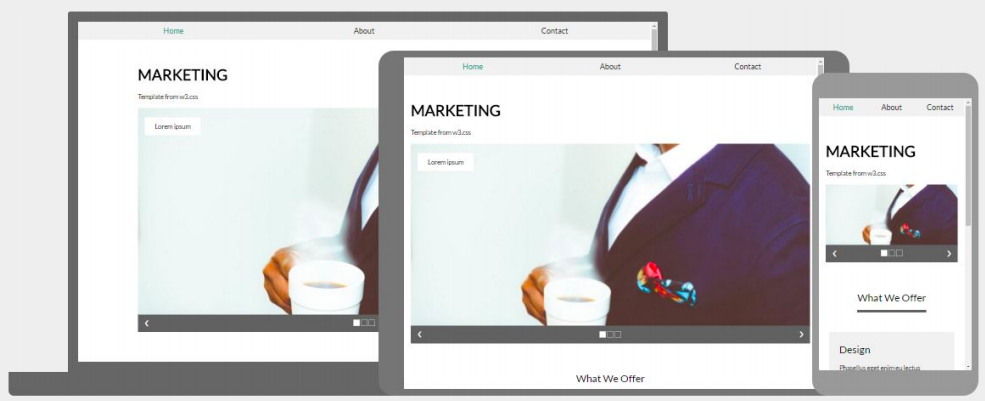 Home About Contact
MARKETING
Template from w3.css
Lorem ipsum
Home About Contact
MARKETING
Template from w3.css
Lorem ipsum
What We Offer
Home About Contact
MARKETING
Template from w3.css
What We Offer
Design
Phasellus eget enim eu lectus